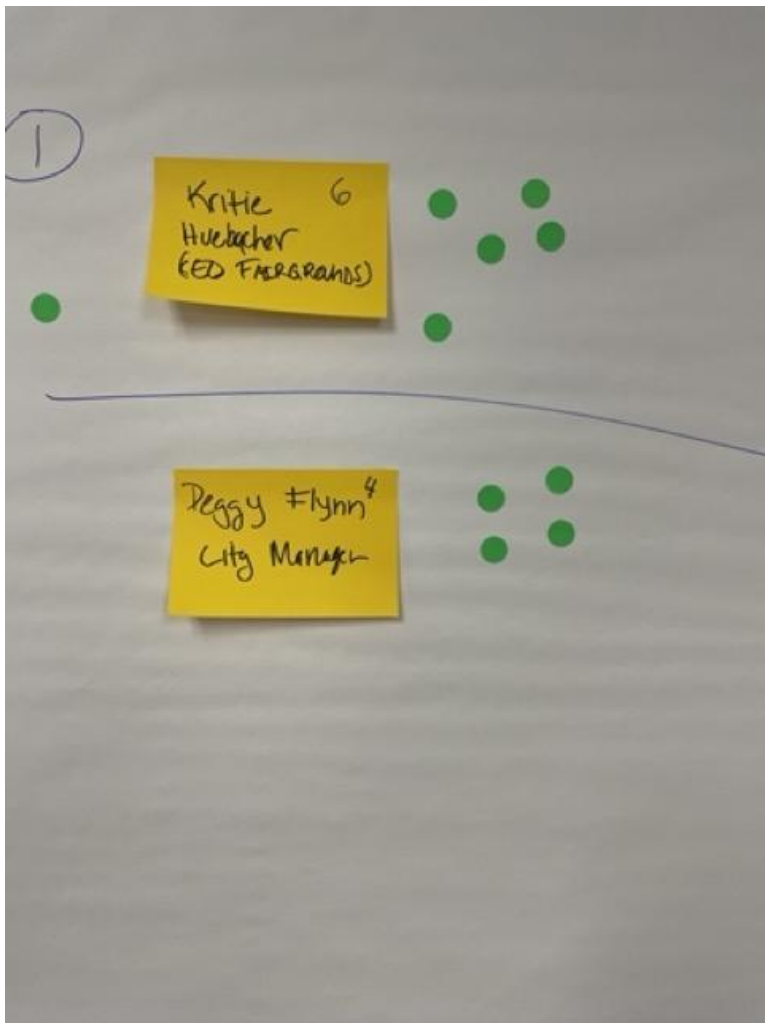 1
Kritie 6
Huebacher
(ED FAIRGROUNDS)
Peggy Flynn 4
City Manager